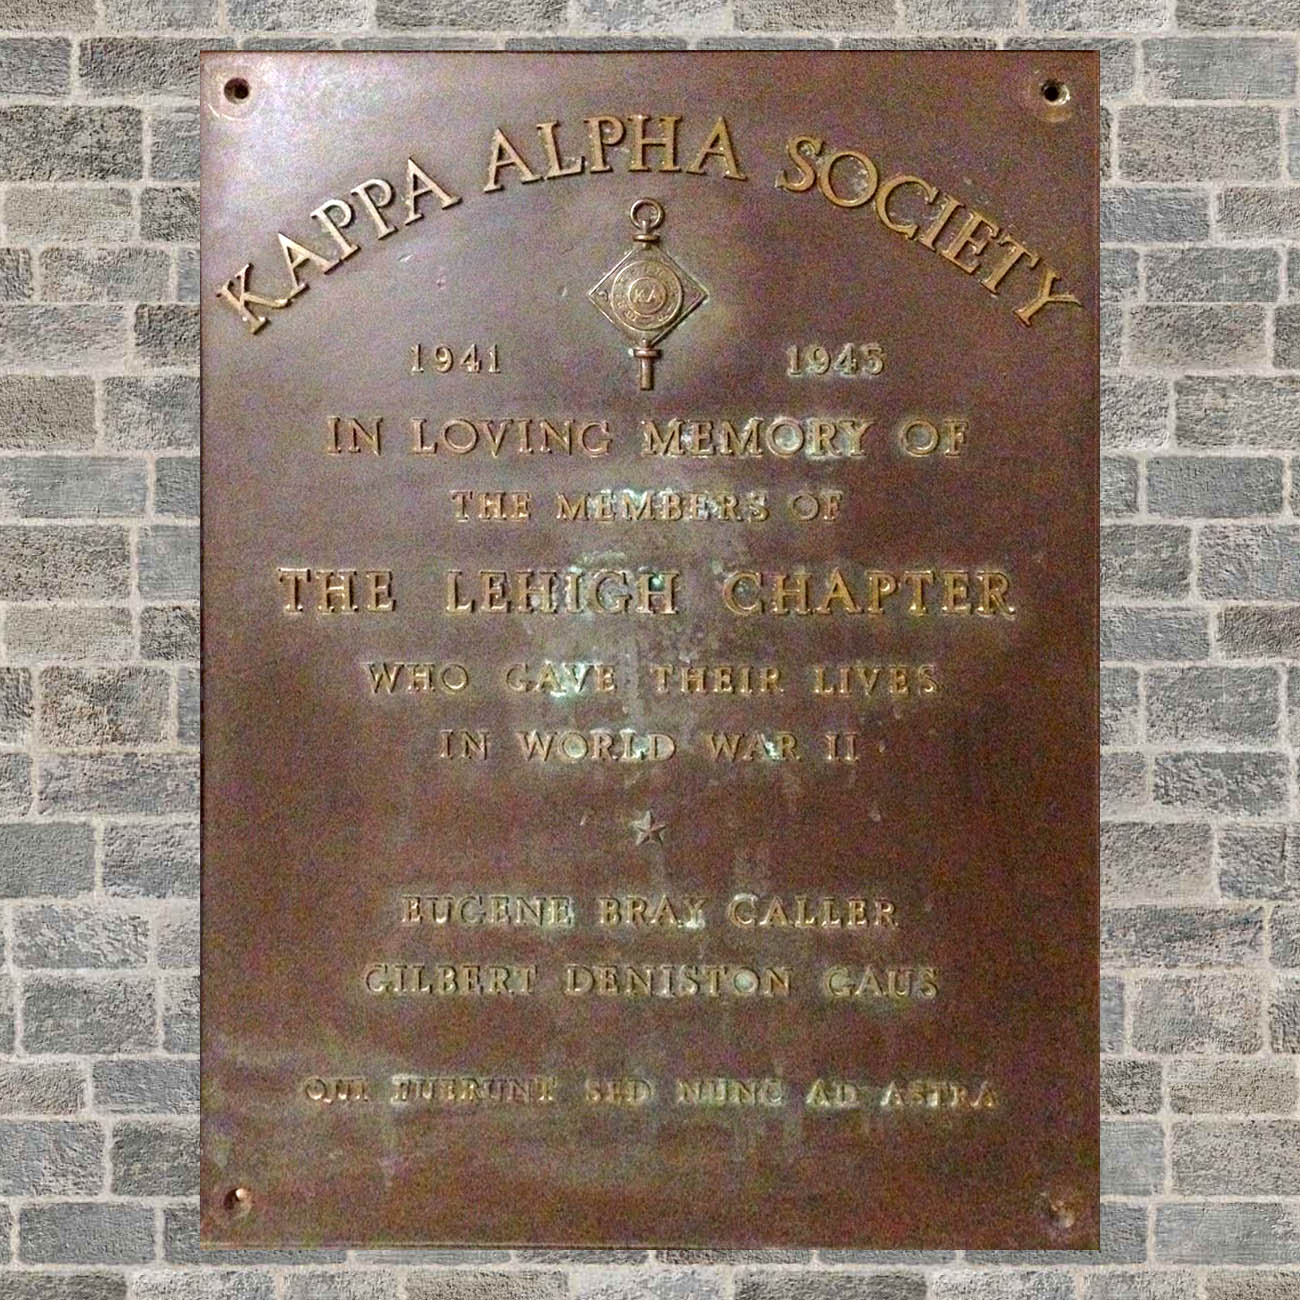 KAPPA ALPHA SOCIETY
KA
1941 1945
IN LOVING MEMORY OF
THE MEMBERS OF
THE LEHIGH CHAPTER
WHO GAVE THEIR LIVES
IN WORLD WAR II
EUGENE BRAY CALLER
GILBERT DENISTON GAUS
QUI FUERUNT SED NUNC AD ASTRA